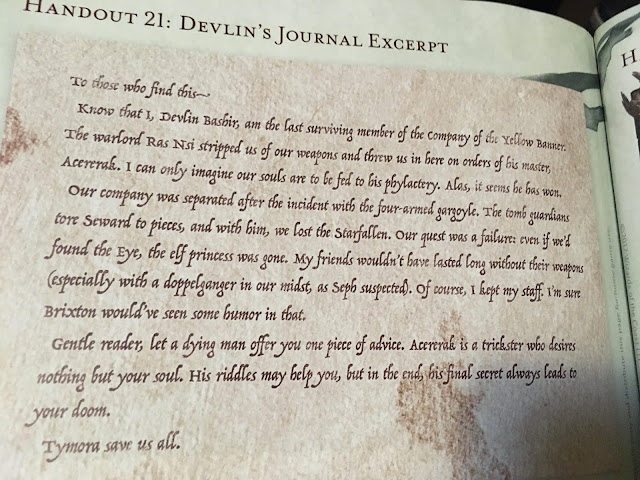 HANDOUT 21: DEVLIN'S JOURNAL EXCERPT
To those who find this—
Know that I, Devlin Bashir, am the last surviving member of the Company of the Yellow Banner.
The warlord Ras Nsi stripped us of our weapons and threw us in here on orders of his master,
Acererak. I can only imagine our souls are to be fed to his phylactery. Alas, it seems he has won.
Our company was separated after the incident with the four-armed gargoyle. The tomb guardians
tore Seward to pieces, and with him, we lost the Starfallen. Our quest was a failure: even if we'd
found the Eye, the elf princess was gone. My friends wouldn't have lasted long without their weapons
(especially with a doppelganger in our midst, as Seph suspected). Of course, I kept my staff. I'm sure
Brixton would've seen some humor in that.
Gentle reader, let a dying man offer you one piece of advice. Acererak is a trickster who desires
nothing but your soul. His riddles may help you, but in the end, his final secret always leads to
your doom.
Tymora save us all.